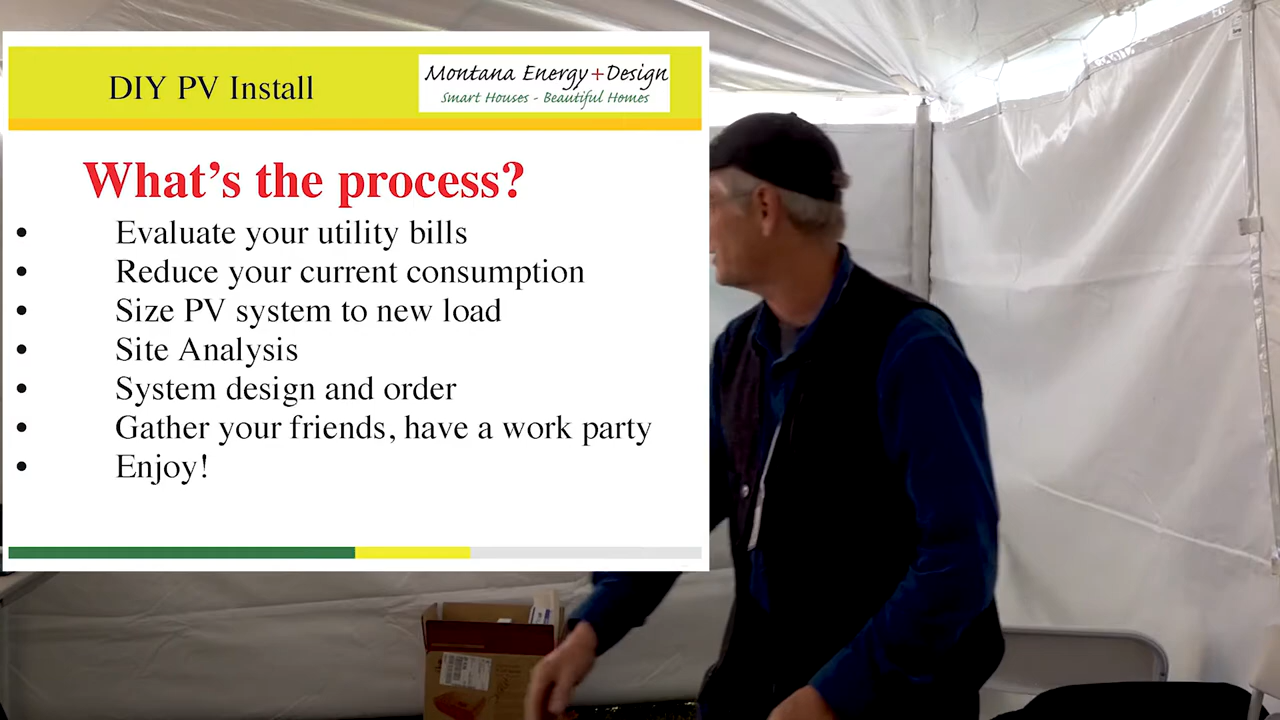 DIY PV Install
Montana Energy+Design
Smart Houses - Beautiful Homes
What's the process?
• Evaluate your utility bills
• Reduce your current consumption
• Size PV system to new load
• Site Analysis
• System design and order
• Gather your friends, have a work party
• Enjoy!